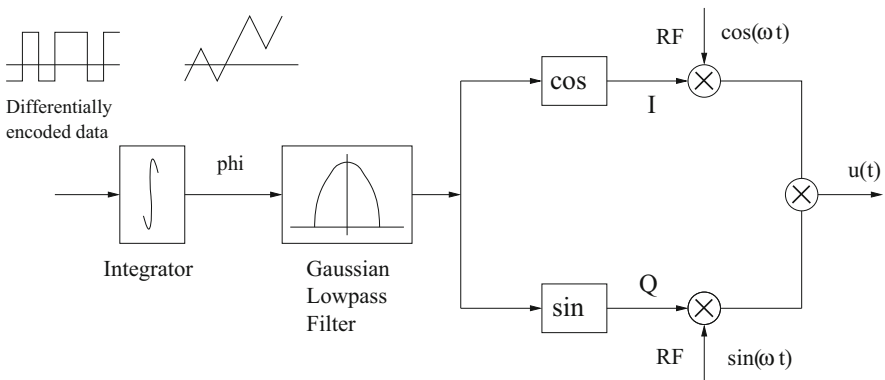 RF
cos(ω t)
Differentially
encoded data
cos
I
phi
u(t)
Integrator
Gaussian
Lowpass
Filter
sin
Q
RF
sin(ω t)